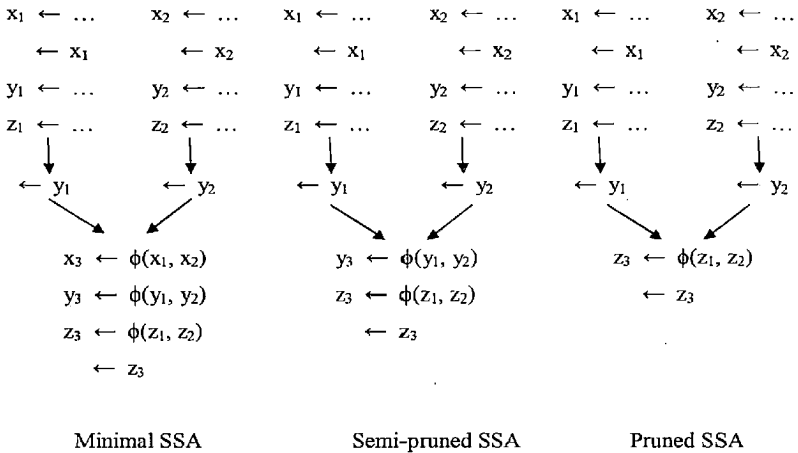 x₁ ← … x₂ ← … x₁ ← … x₂ ← … x₁ ← … x₂ ← …
← x₁ ← x₂ ← x₁ ← x₂ ← x₁ ← x₂
y₁ ← … y₂ ← … y₁ ← … y₂ ← … y₁ ← … y₂ ← …
z₁ ← … z₂ ← … z₁ ← … z₂ ← … z₁ ← … z₂ ← …
← y₁ ← y₂ ← y₁ ← y₂ ← y₁ ← y₂
x₃ ← ϕ(x₁, x₂) y₃ ← ϕ(y₁, y₂) z₃ ← ϕ(z₁, z₂)
y₃ ← ϕ(y₁, y₂) z₃ ← ϕ(z₁, z₂) ← z₃
z₃ ← ϕ(z₁, z₂) ← z₃
← z₃
Minimal SSA Semi-pruned SSA Pruned SSA